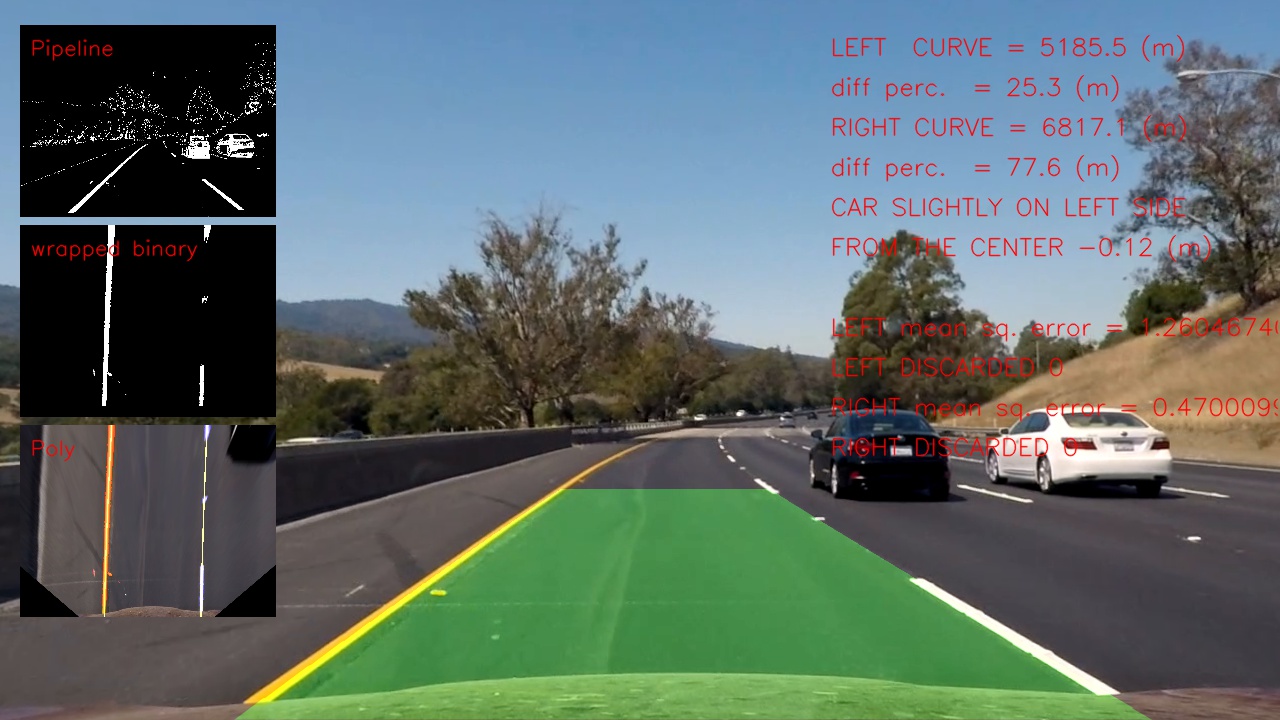 Pipeline
wrapped binary
Poly
LEFT CURVE = 5185.5 (m)
diff perc. = 25.3 (m)
RIGHT CURVE = 6817.1 (m)
diff perc. = 77.6 (m)
CAR SLIGHTLY ON LEFT SIDE
FROM THE CENTER -0.12 (m)
LEFT mean sq. error = 1.26046740
LEFT DISCARDED 0
RIGHT mean sq. error = 0.4700099
RIGHT DISCARDED 0